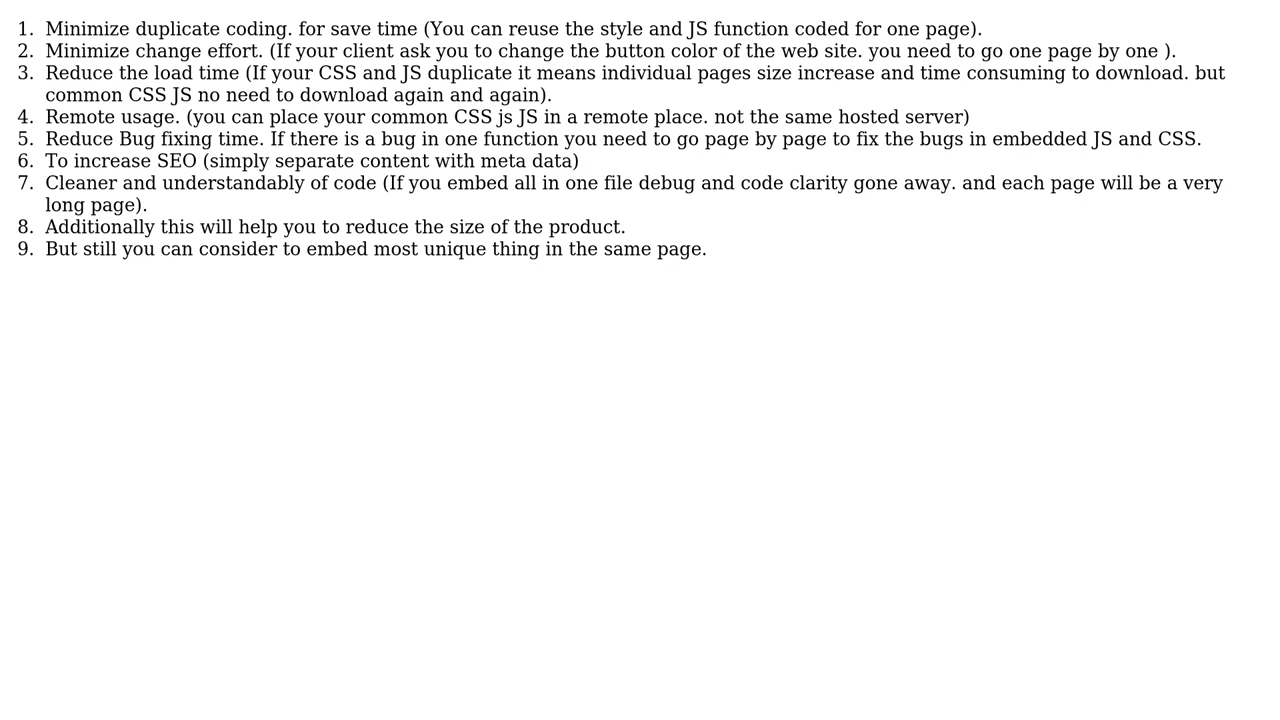 1. Minimize duplicate coding. for save time (You can reuse the style and JS function coded for one page).
2. Minimize change effort. (If your client ask you to change the button color of the web site. you need to go one page by one ).
3. Reduce the load time (If your CSS and JS duplicate it means individual pages size increase and time consuming to download. but
common CSS JS no need to download again and again).
4. Remote usage. (you can place your common CSS js JS in a remote place. not the same hosted server)
5. Reduce Bug fixing time. If there is a bug in one function you need to go page by page to fix the bugs in embedded JS and CSS.
6. To increase SEO (simply separate content with meta data)
7. Cleaner and understandably of code (If you embed all in one file debug and code clarity gone away. and each page will be a very
long page).
8. Additionally this will help you to reduce the size of the product.
9. But still you can consider to embed most unique thing in the same page.